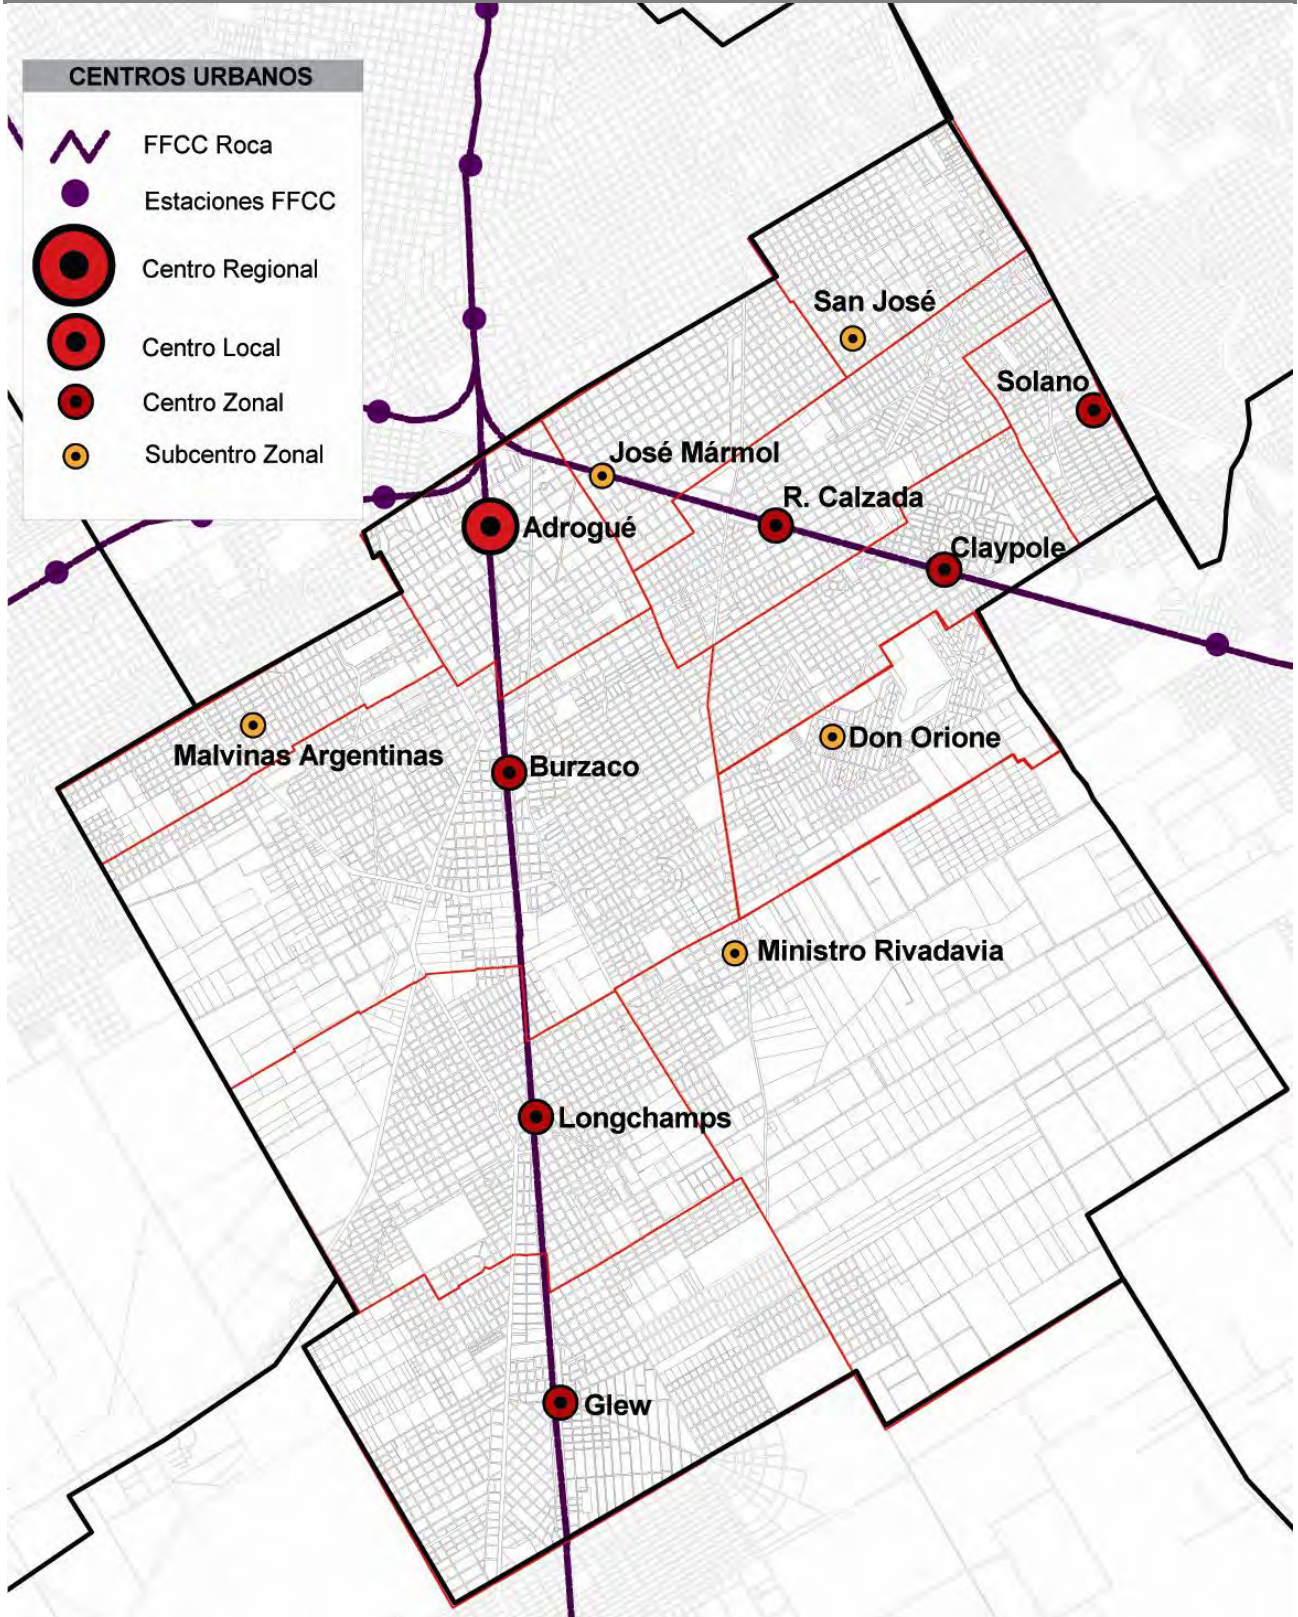 CENTROS URBANOS
FFCC Roca
Estaciones FFCC
Centro Regional
Centro Local
Centro Zonal
Subcentro Zonal
San José
Solano
José Mármol
R. Calzada
Adrogué
Claypole
Malvinas Argentinas
Don Orione
Burzaco
Ministro Rivadavia
Longchamps
Glew